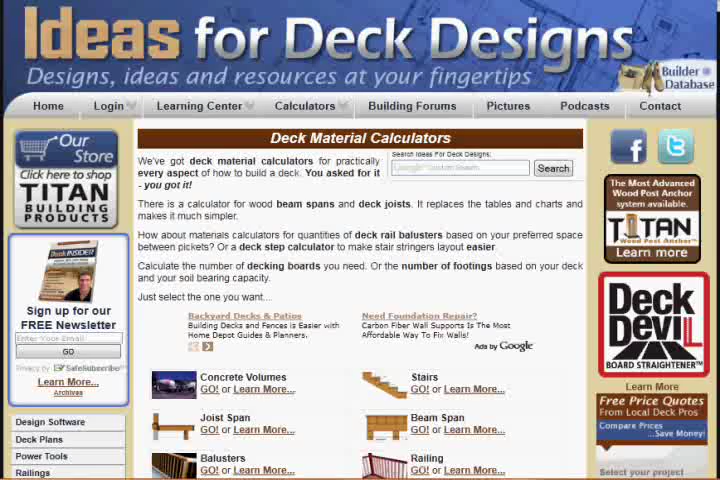 Ideas for Deck Designs
Designs, ideas and resources at your fingertips
Builder
Database
Home Login Learning Center Calculators Building Forums Pictures Podcasts Contact
Our
Store
Click here to shop
TITAN
BUILDING
PRODUCTS
Deck INSIDER
Sign up for our
FREE Newsletter
Enter Your Email
GO
Privacy by SafeSubscribe
Learn More...
Archives
Design Software
Deck Plans
Power Tools
Railings
Deck Material Calculators
We've got deck material calculators for practically
every aspect of how to build a deck. You asked for it
- you got it!
Search Ideas For Deck Designs:
Google Custom Search
Search
There is a calculator for wood beam spans and deck joists. It replaces the tables and charts and
makes it much simpler.
How about materials calculators for quantities of deck rail balusters based on your preferred space
between pickets? Or a deck step calculator to make stair stringers layout easier.
Calculate the number of decking boards you need. Or the number of footings based on your deck
and your soil bearing capacity.
Just select the one you want...
Backyard Decks & Patios
Building Decks and Fences is Easier with
Home Depot Guides & Planners.
Need Foundation Repair?
Carbon Fiber Wall Supports Is The Most
Affordable Way To Fix Walls!
Ads by Google
Concrete Volumes
GO! or Learn More...
Stairs
GO! or Learn More...
Joist Span
GO! or Learn More...
Beam Span
GO! or Learn More...
Balusters
GO! or Learn More...
Railing
GO! or Learn More...
f
t
The Most Advanced
Wood Post Anchor
system available.
TITAN
Wood Post Anchor™
Learn more
Deck
Devil
BOARD STRAIGHTENER™
Learn More
Free Price Quotes
From Local Deck Pros
Compare Prices
...Save Money!
Select your project